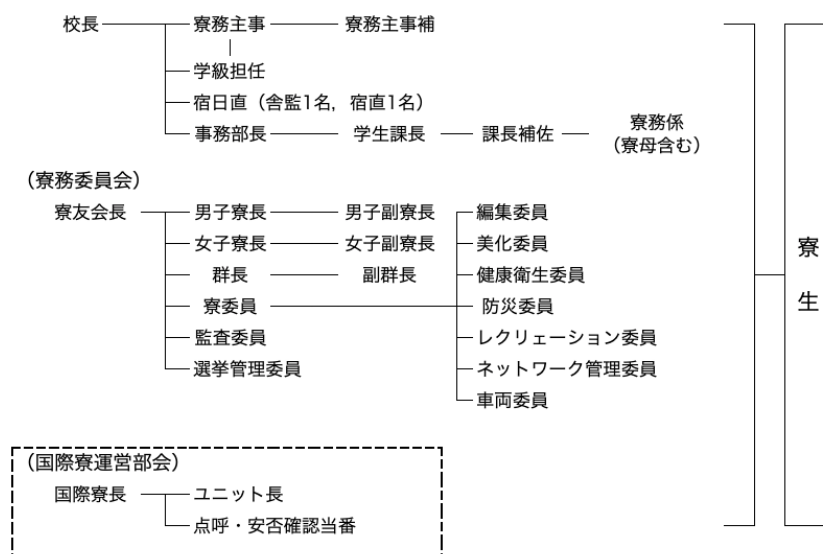 校長 寮務主事 寮務主事補
学級担任
宿日直（舎監1名，宿直1名）
事務部長 学生課長 課長補佐 寮務係
（寮母含む）
（寮務委員会）
寮友会長 男子寮長 男子副寮長 編集委員
女子寮長 女子副寮長 美化委員
群長 副群長 健康衛生委員
寮委員 防災委員
監査委員 レクリェーション委員
選挙管理委員 ネットワーク管理委員
車両委員
寮生
（国際寮運営部会）
国際寮長 ユニット長
点呼・安否確認当番